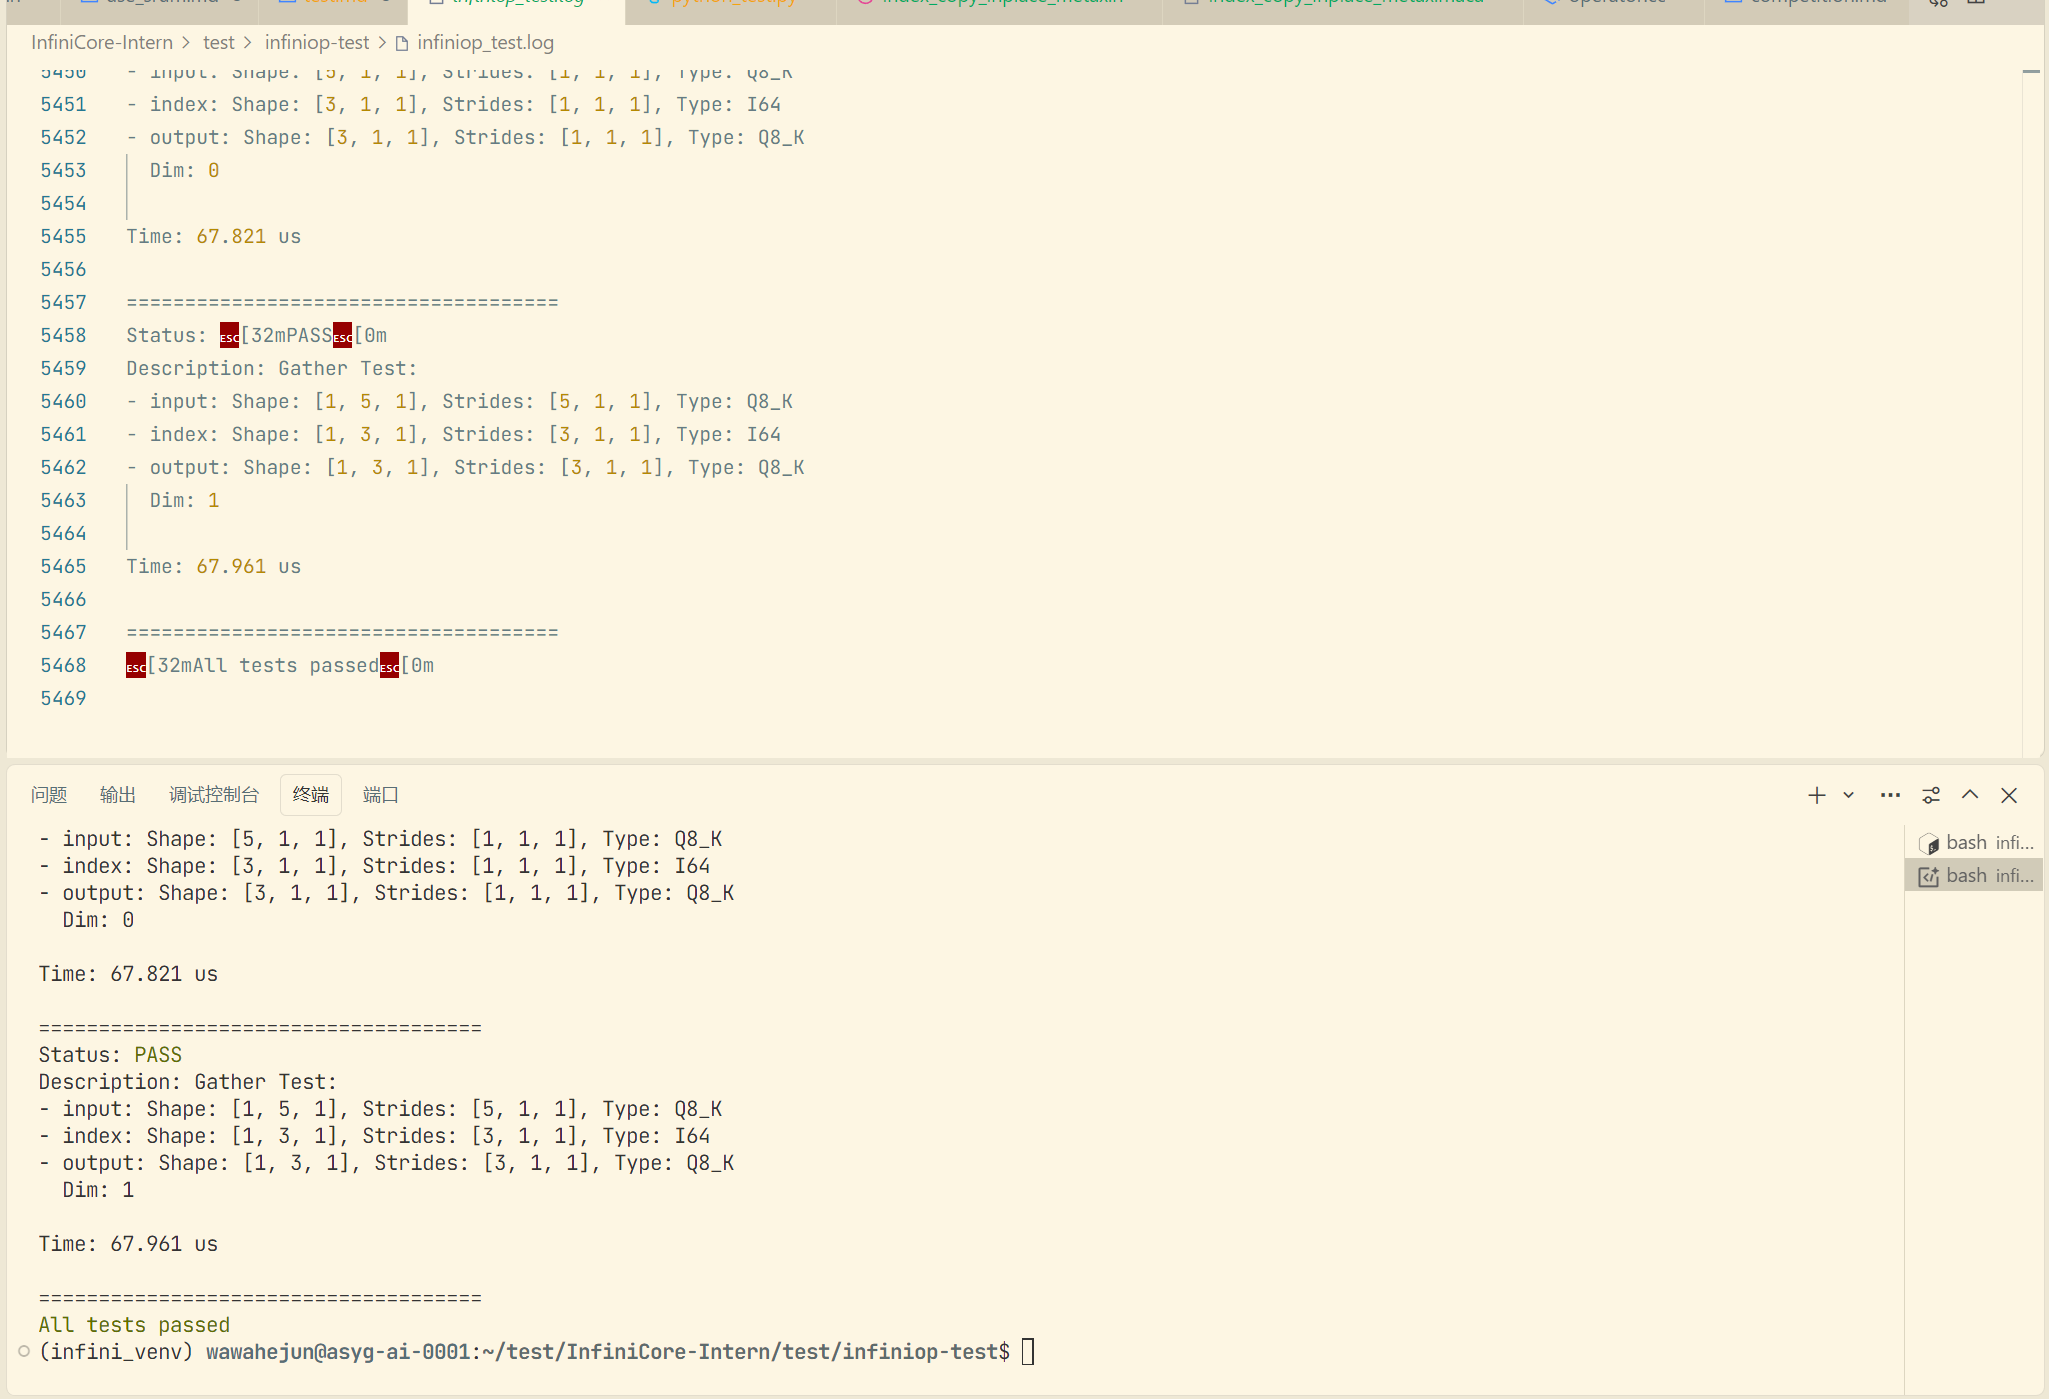 InfiniCore-Intern > test > infiniop-test > infiniop_test.log
5450 - input: Shape: [5, 1, 1], Strides: [1, 1, 1], Type: Q8_K
5451 - index: Shape: [3, 1, 1], Strides: [1, 1, 1], Type: I64
5452 - output: Shape: [3, 1, 1], Strides: [1, 1, 1], Type: Q8_K
5453 Dim: 0
5454
5455 Time: 67.821 us
5456
5457 =====================================
5458 Status: ESC[32mPASSESC[0m
5459 Description: Gather Test:
5460 - input: Shape: [1, 5, 1], Strides: [5, 1, 1], Type: Q8_K
5461 - index: Shape: [1, 3, 1], Strides: [3, 1, 1], Type: I64
5462 - output: Shape: [1, 3, 1], Strides: [3, 1, 1], Type: Q8_K
5463 Dim: 1
5464
5465 Time: 67.961 us
5466
5467 =====================================
5468 ESC[32mAll tests passedESC[0m
5469
问题 输出 调试控制台 终端 端口
- input: Shape: [5, 1, 1], Strides: [1, 1, 1], Type: Q8_K
- index: Shape: [3, 1, 1], Strides: [1, 1, 1], Type: I64
- output: Shape: [3, 1, 1], Strides: [1, 1, 1], Type: Q8_K
Dim: 0
Time: 67.821 us
=====================================
Status: PASS
Description: Gather Test:
- input: Shape: [1, 5, 1], Strides: [5, 1, 1], Type: Q8_K
- index: Shape: [1, 3, 1], Strides: [3, 1, 1], Type: I64
- output: Shape: [1, 3, 1], Strides: [3, 1, 1], Type: Q8_K
Dim: 1
Time: 67.961 us
=====================================
All tests passed
(infini_venv) wawahejun@asyg-ai-0001:~/test/InfiniCore-Intern/test/infiniop-test$
bash infi...
bash infi...